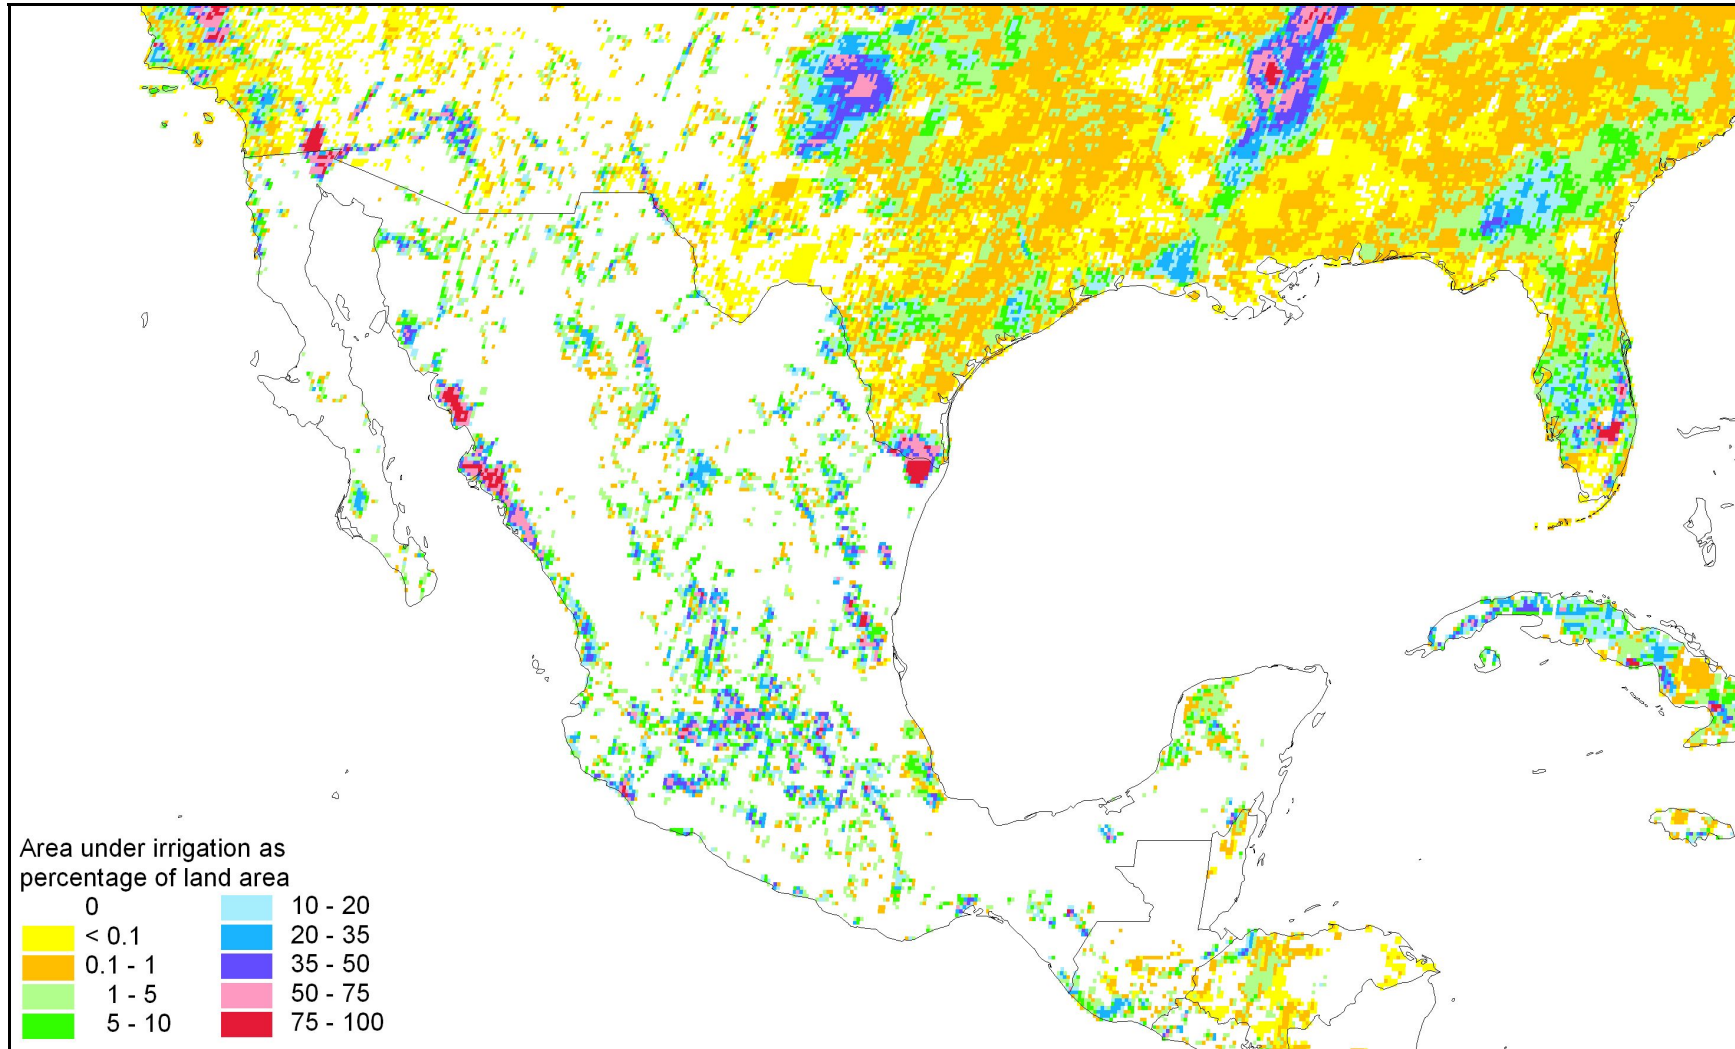 Area under irrigation as
percentage of land area
0
< 0.1
0.1 - 1
1 - 5
5 - 10
10 - 20
20 - 35
35 - 50
50 - 75
75 - 100